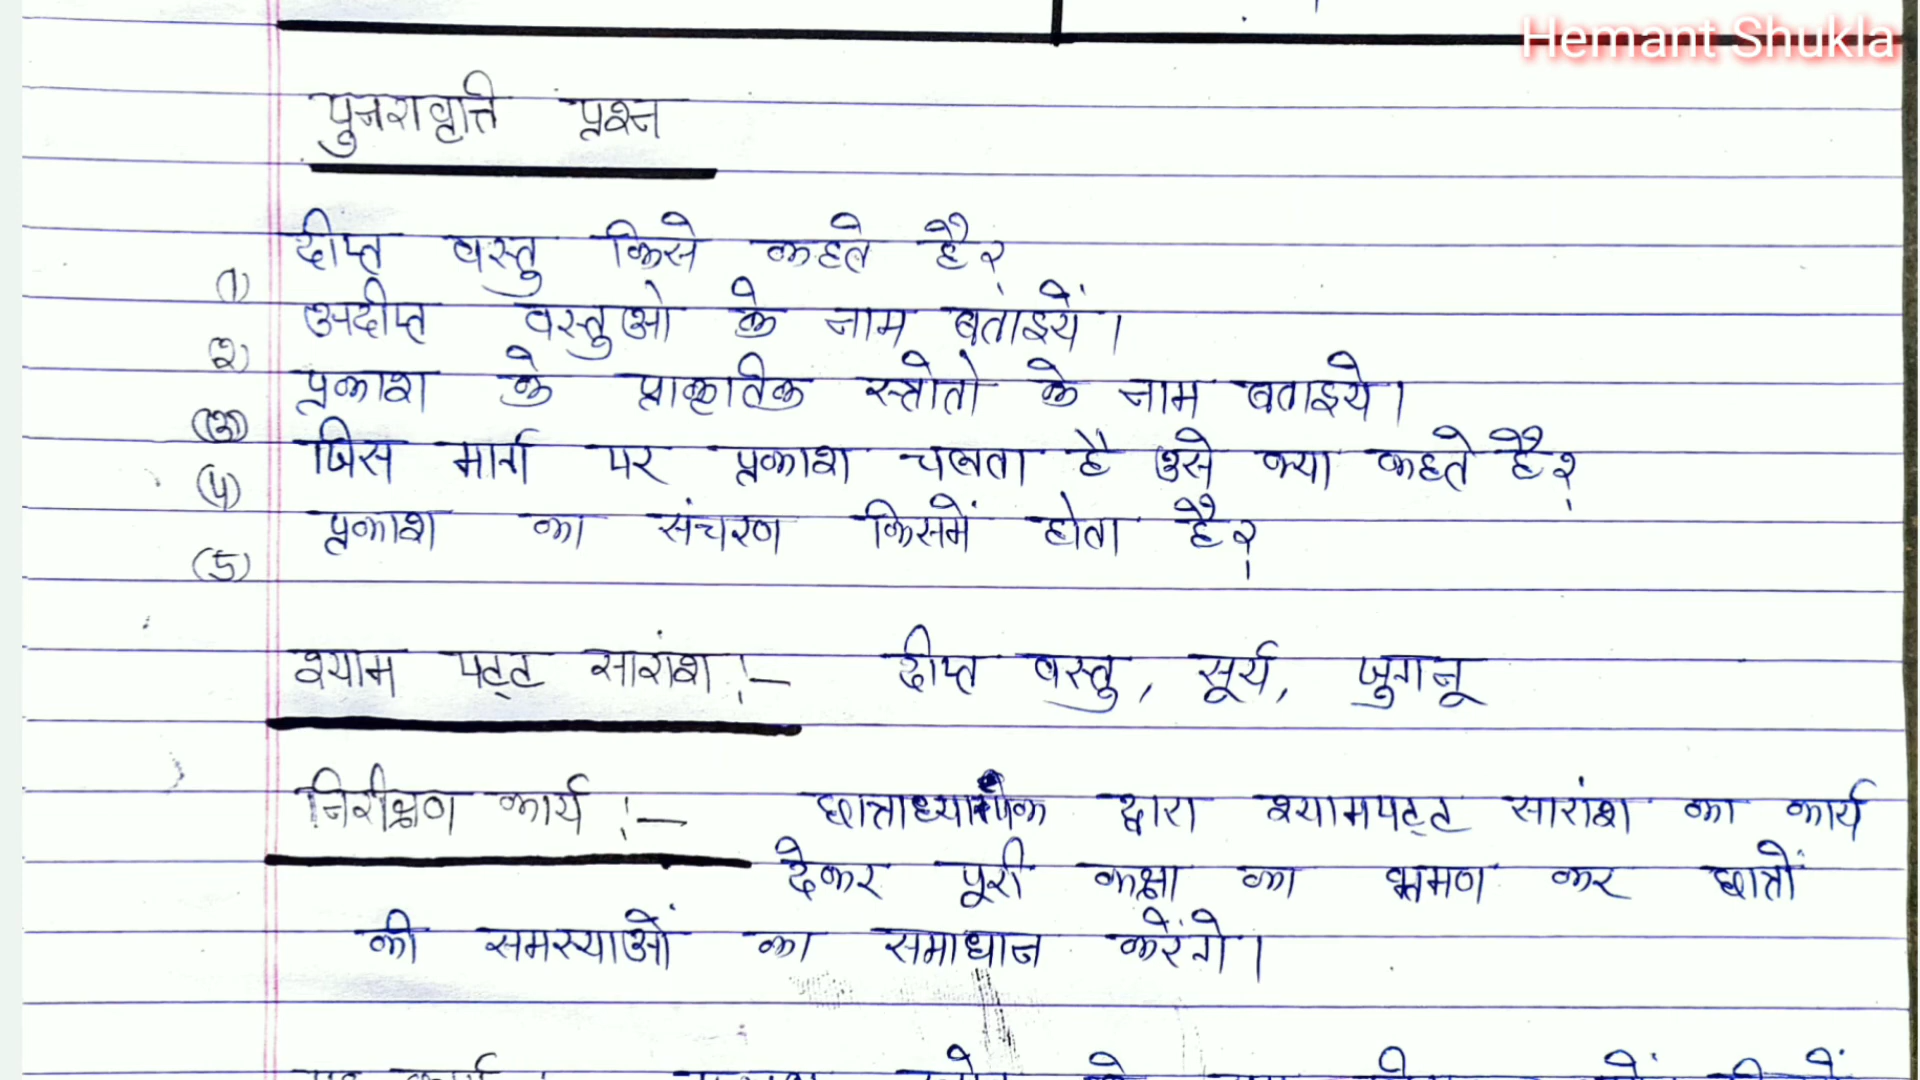 Hemant Shukla
पुनरावृत्ति प्रश्न
(1) दीप्त वस्तु किसे कहते है?
(2) अदीप्त वस्तुओ के नाम बताइयें।
(3) प्रकाश के प्राकृतिक स्त्रोतो के नाम बताइये।
(4) जिस मार्ग पर प्रकाश चलता है उसे क्या कहते है?
(5) प्रकाश का संचरण किसमें होता है?
श्याम पट्ट सारांश :- दीप्त वस्तु, सूर्य, जुगनू
निरीक्षण कार्य :- छात्राध्यापक द्वारा श्यामपट्ट सारांश का कार्य
देकर पूरी कक्षा का भ्रमण कर छात्रों
की समस्याओं का समाधान करेंगे।